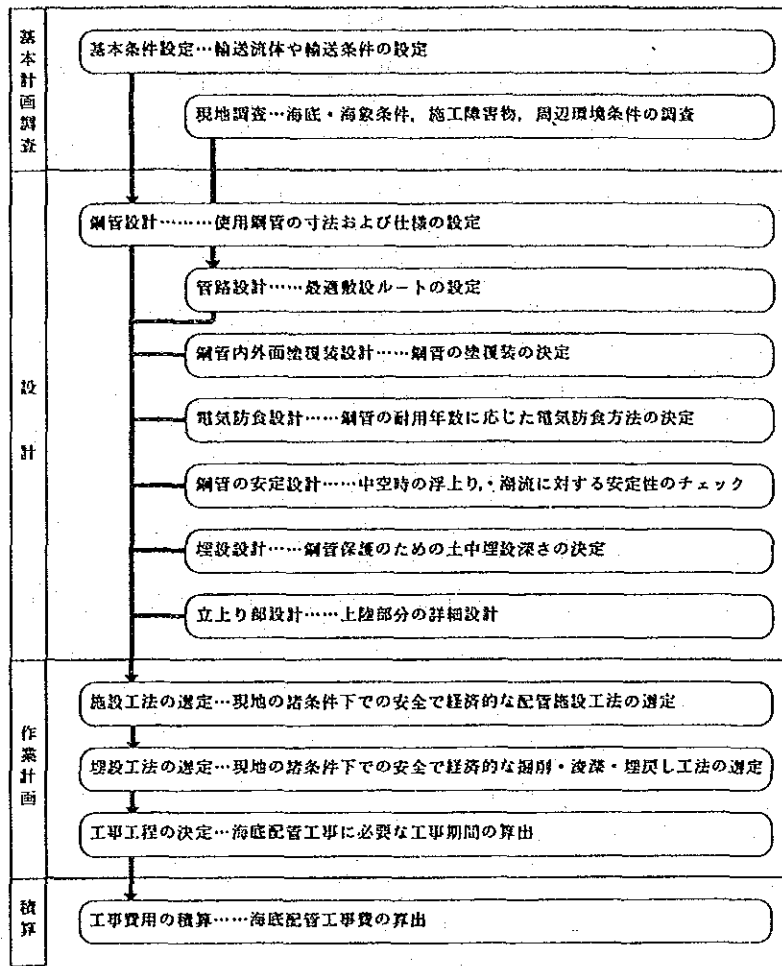 基本計画調査
基本条件設定…輸送流体や輸送条件の設定
現地調査…海底・海象条件,施工障害物,周辺環境条件の調査
設計
鋼管設計………使用鋼管の寸法および仕様の設定
管路設計……最適敷設ルートの設定
鋼管内外面塗覆装設計……鋼管の塗覆装の決定
電気防食設計……鋼管の耐用年数に応じた電気防食方法の決定
鋼管の安定設計……中空時の浮上り,・潮流に対する安定性のチェック
埋設設計……鋼管保護のための土中埋設深さの決定
立上り部設計……上陸部分の詳細設計
作業計画
施設工法の選定…現地の諸条件下での安全で経済的な配管施設工法の選定
埋設工法の選定…現地の諸条件下での安全で経済的な掘削・浚渫・埋戻し工法の選定
工事工程の決定…海底配管工事に必要な工事期間の算出
積算
工事費用の積算……海底配管工事費の算出